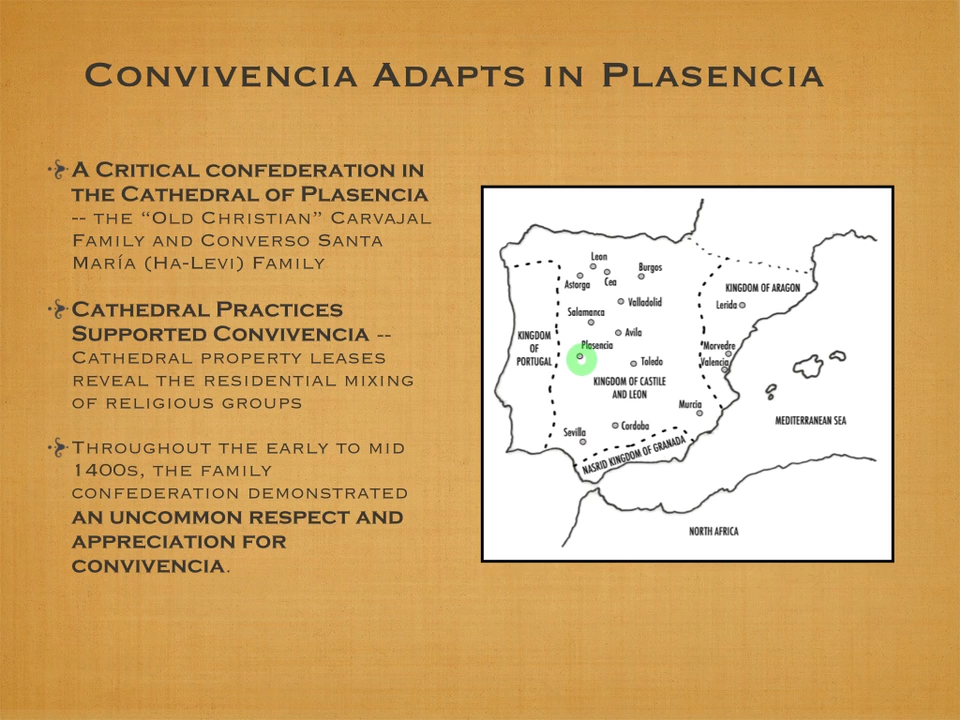 Convivencia Adapts in Plasencia
A Critical confederation in
the Cathedral of Plasencia
-- the “Old Christian” Carvajal
Family and Converso Santa
María (Ha-Levi) Family
Cathedral Practices
Supported Convivencia --
Cathedral property leases
reveal the residential mixing
of religious groups
Throughout the early to mid
1400s, the family
confederation demonstrated
an uncommon respect and
appreciation for
convivencia.
Leon
Burgos
Astorga
Cea
KINGDOM OF ARAGON
Lerida
Valladolid
Salamanca
Avila
KINGDOM
OF
PORTUGAL
Plasencia
Toledo
Morvedre
Valencia
KINGDOM OF CASTILE
AND LEON
Murcia
MEDITERRANEAN SEA
Sevilla
Cordoba
NASRID KINGDOM OF GRANADA
NORTH AFRICA